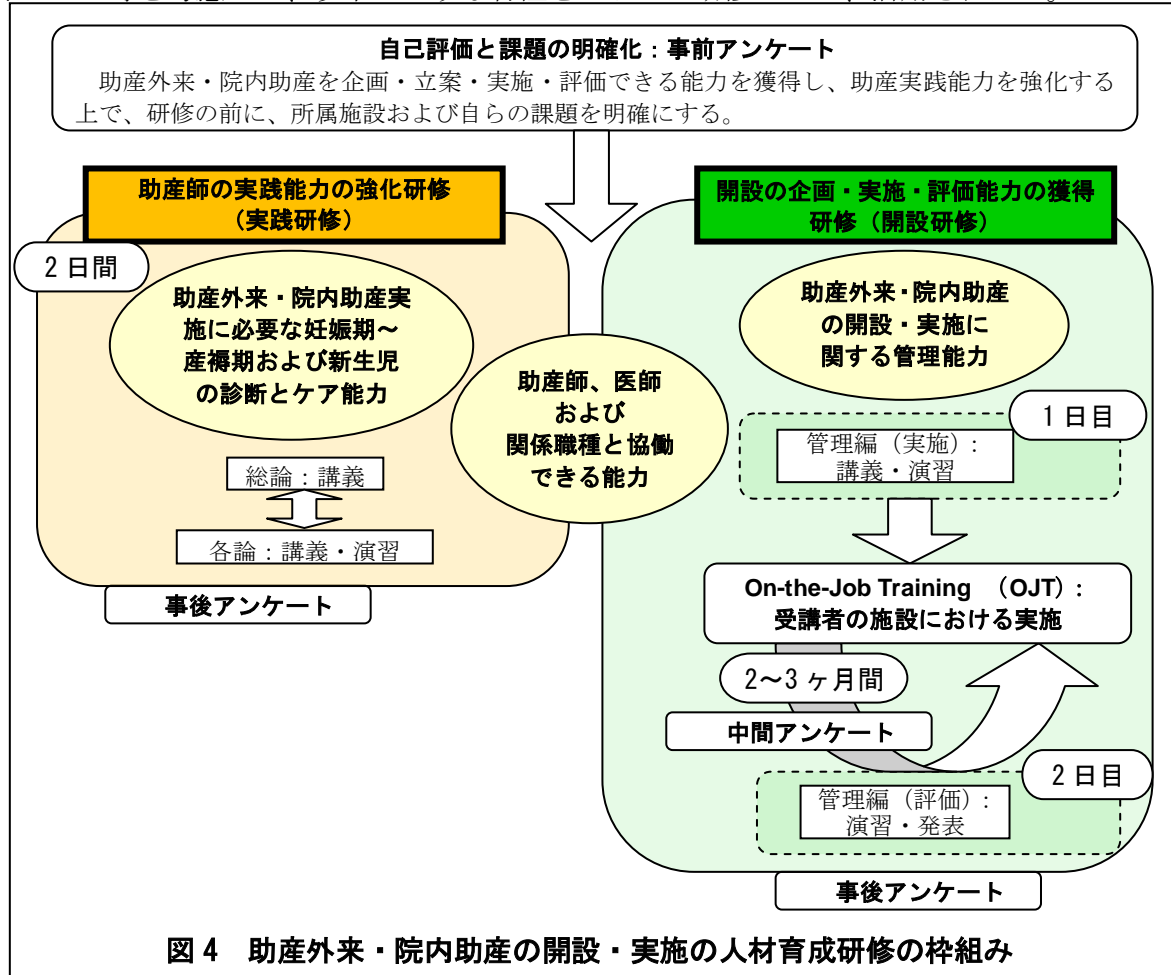 自己評価と課題の明確化：事前アンケート
助産外来・院内助産を企画・立案・実施・評価できる能力を獲得し、助産実践能力を強化する
上で、研修の前に、所属施設および自らの課題を明確にする。
助産師の実践能力の強化研修
（実践研修）
2日間
助産外来・院内助産実
施に必要な妊娠期～
産褥期および新生児
の診断とケア能力
総論：講義
各論：講義・演習
事後アンケート
助産師、医師
および
関係職種と協働
できる能力
開設の企画・実施・評価能力の獲得
研修（開設研修）
助産外来・院内助産
の開設・実施に
関する管理能力
1日目
管理編（実施）：
講義・演習
On-the-Job Training （OJT）：
受講者の施設における実施
2～3ヶ月間
中間アンケート
2日目
管理編（評価）：
演習・発表
事後アンケート
図4 助産外来・院内助産の開設・実施の人材育成研修の枠組み